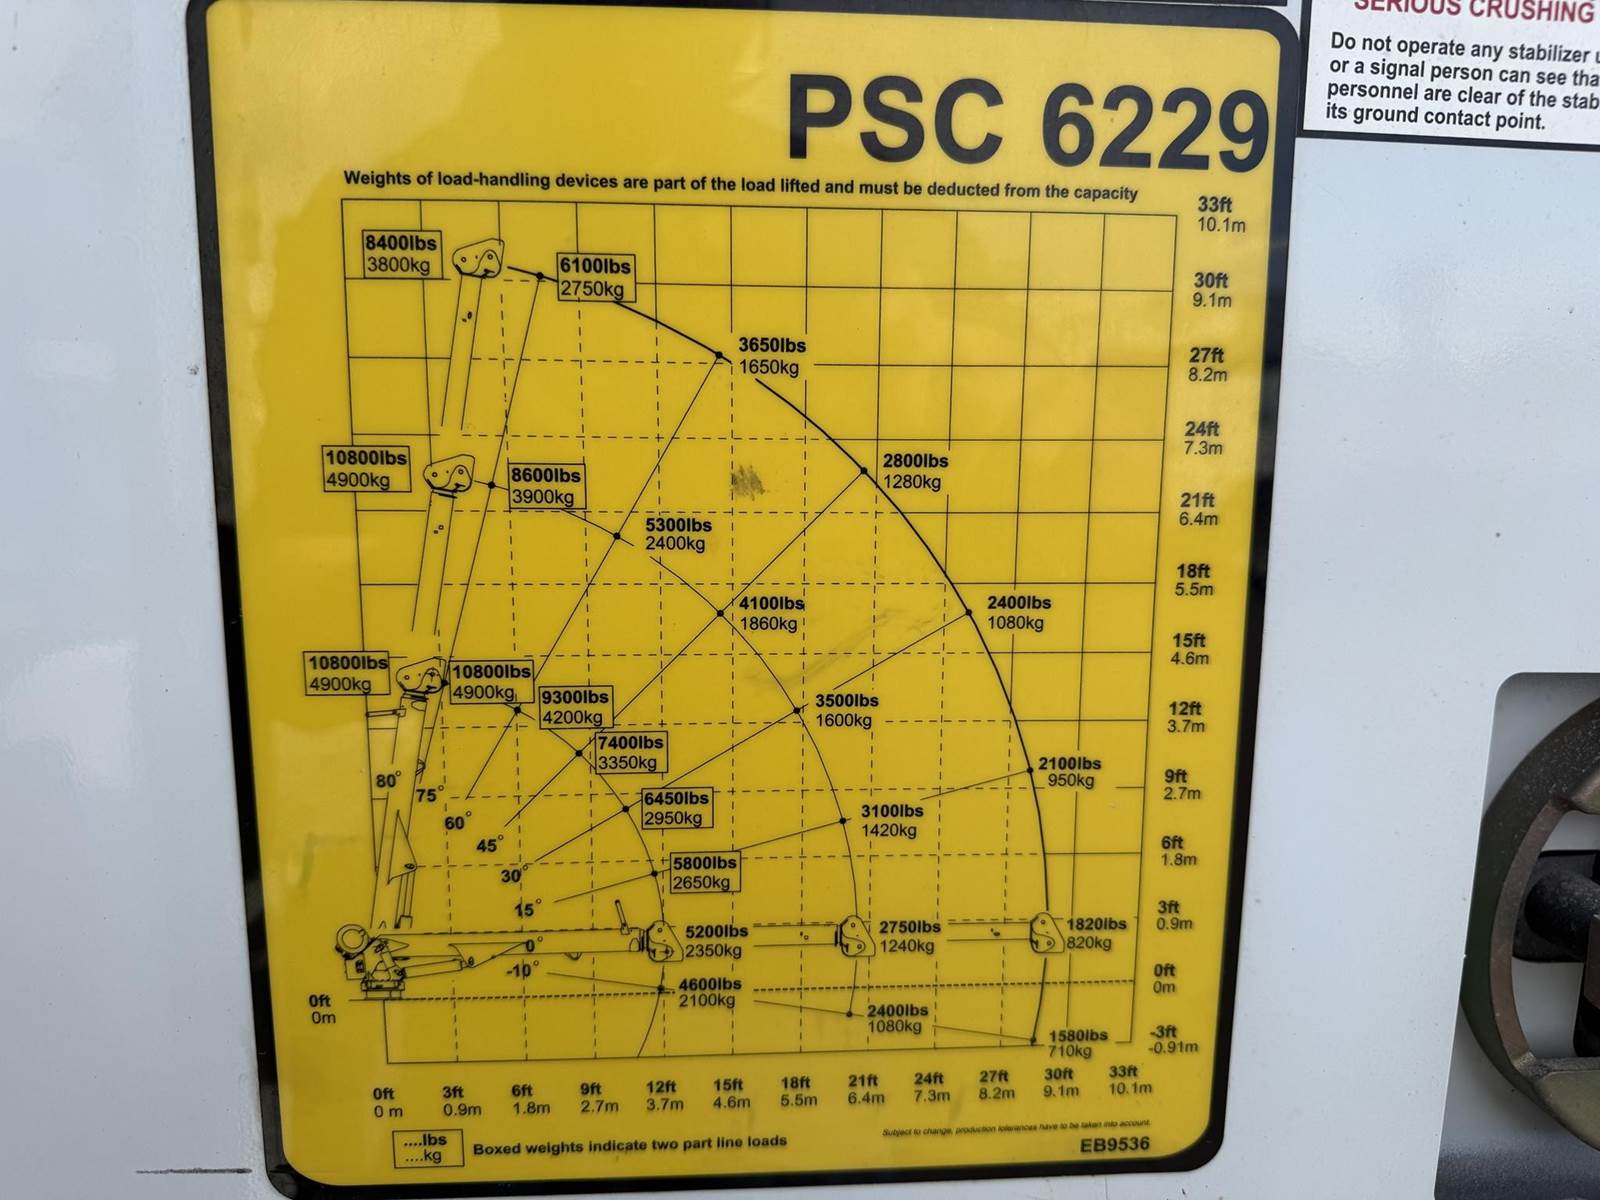 SERIOUS CRUSHING
Do not operate any stabilizer
or a signal person can see tha
personnel are clear of the stab
its ground contact point.
PSC 6229
Weights of load-handling devices are part of the load lifted and must be deducted from the capacity
33ft
10.1m
8400lbs
3800kg
6100lbs
2750kg
30ft
9.1m
3650lbs
1650kg
27ft
8.2m
24ft
7.3m
10800lbs
4900kg
8600lbs
3900kg
2800lbs
1280kg
21ft
6.4m
5300lbs
2400kg
18ft
5.5m
4100lbs
1860kg
2400lbs
1080kg
15ft
4.6m
10800lbs
4900kg
10800lbs
4900kg
9300lbs
4200kg
3500lbs
1600kg
12ft
3.7m
7400lbs
3350kg
2100lbs
950kg
9ft
2.7m
80°
75°
6450lbs
2950kg
3100lbs
1420kg
60°
45°
6ft
1.8m
30°
5800lbs
2650kg
15°
3ft
0.9m
0°
5200lbs
2350kg
2750lbs
1240kg
1820lbs
820kg
-10°
0ft
0m
4600lbs
2100kg
0ft
0m
2400lbs
1080kg
1580lbs
710kg
-3ft
-0.91m
0ft 3ft 6ft 9ft 12ft 15ft 18ft 21ft 24ft 27ft 30ft 33ft
0 m 0.9m 1.8m 2.7m 3.7m 4.6m 5.5m 6.4m 7.3m 8.2m 9.1m 10.1m
....lbs
....kg
Boxed weights indicate two part line loads
Subject to change, production tolerances have to be taken into account.
EB9536